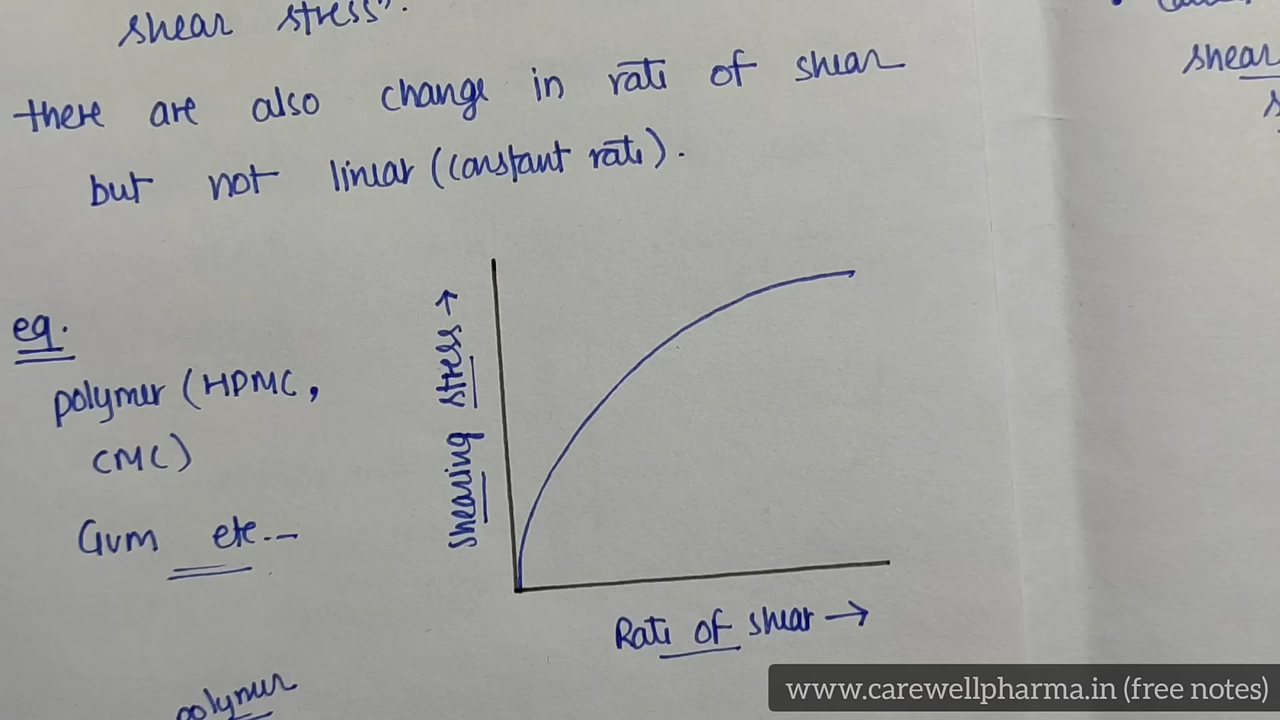 shear stress".
there are also change in rate of shear
but not linear (constant rate).
eg.
polymer (HPMC,
CMC)
Gum etc.--
Shearing stress →
Rate of shear →
polymer
shear
www.carewellpharma.in (free notes)